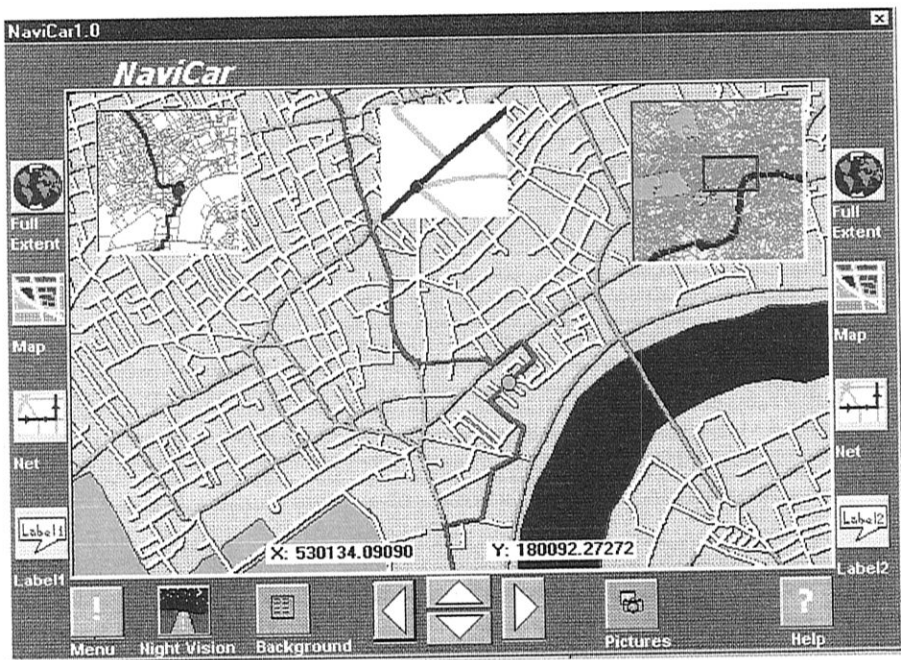 NaviCar1.0
NaviCar
Full
Extent
Full
Extent
Map
Map
Net
Net
Label1
Label1
Label2
Label2
X: 530134.09090
Y: 180092.27272
Menu
Night Vision
Background
Pictures
?
Help